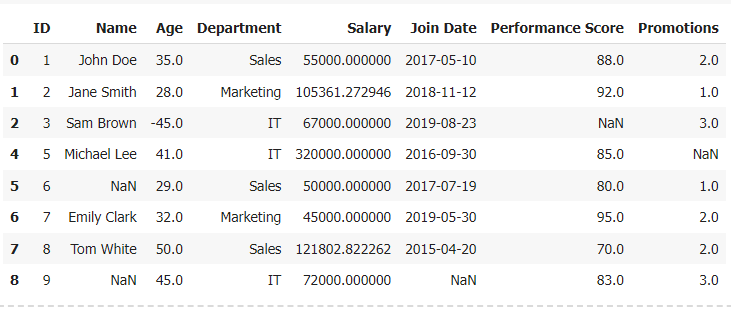 ID Name Age Department Salary Join Date Performance Score Promotions
0 1 John Doe 35.0 Sales 55000.000000 2017-05-10 88.0 2.0
1 2 Jane Smith 28.0 Marketing 105361.272946 2018-11-12 92.0 1.0
2 3 Sam Brown -45.0 IT 67000.000000 2019-08-23 NaN 3.0
4 5 Michael Lee 41.0 IT 320000.000000 2016-09-30 85.0 NaN
5 6 NaN 29.0 Sales 50000.000000 2017-07-19 80.0 1.0
6 7 Emily Clark 32.0 Marketing 45000.000000 2019-05-30 95.0 2.0
7 8 Tom White 50.0 Sales 121802.822262 2015-04-20 70.0 2.0
8 9 NaN 45.0 IT 72000.000000 NaN 83.0 3.0